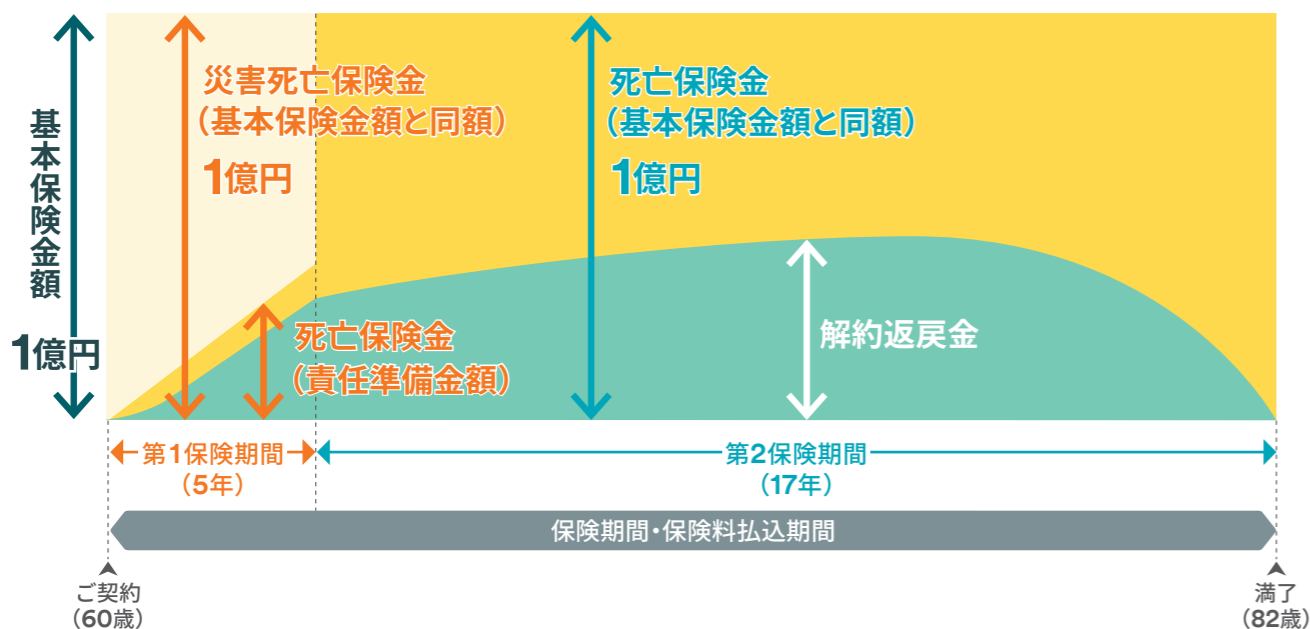 基本保険金額
1億円
災害死亡保険金
（基本保険金額と同額）
1億円
死亡保険金
（責任準備金額）
死亡保険金
（基本保険金額と同額）
1億円
解約返戻金
第1保険期間
（5年）
第2保険期間
（17年）
保険期間・保険料払込期間
ご契約
（60歳）
満了
（82歳）